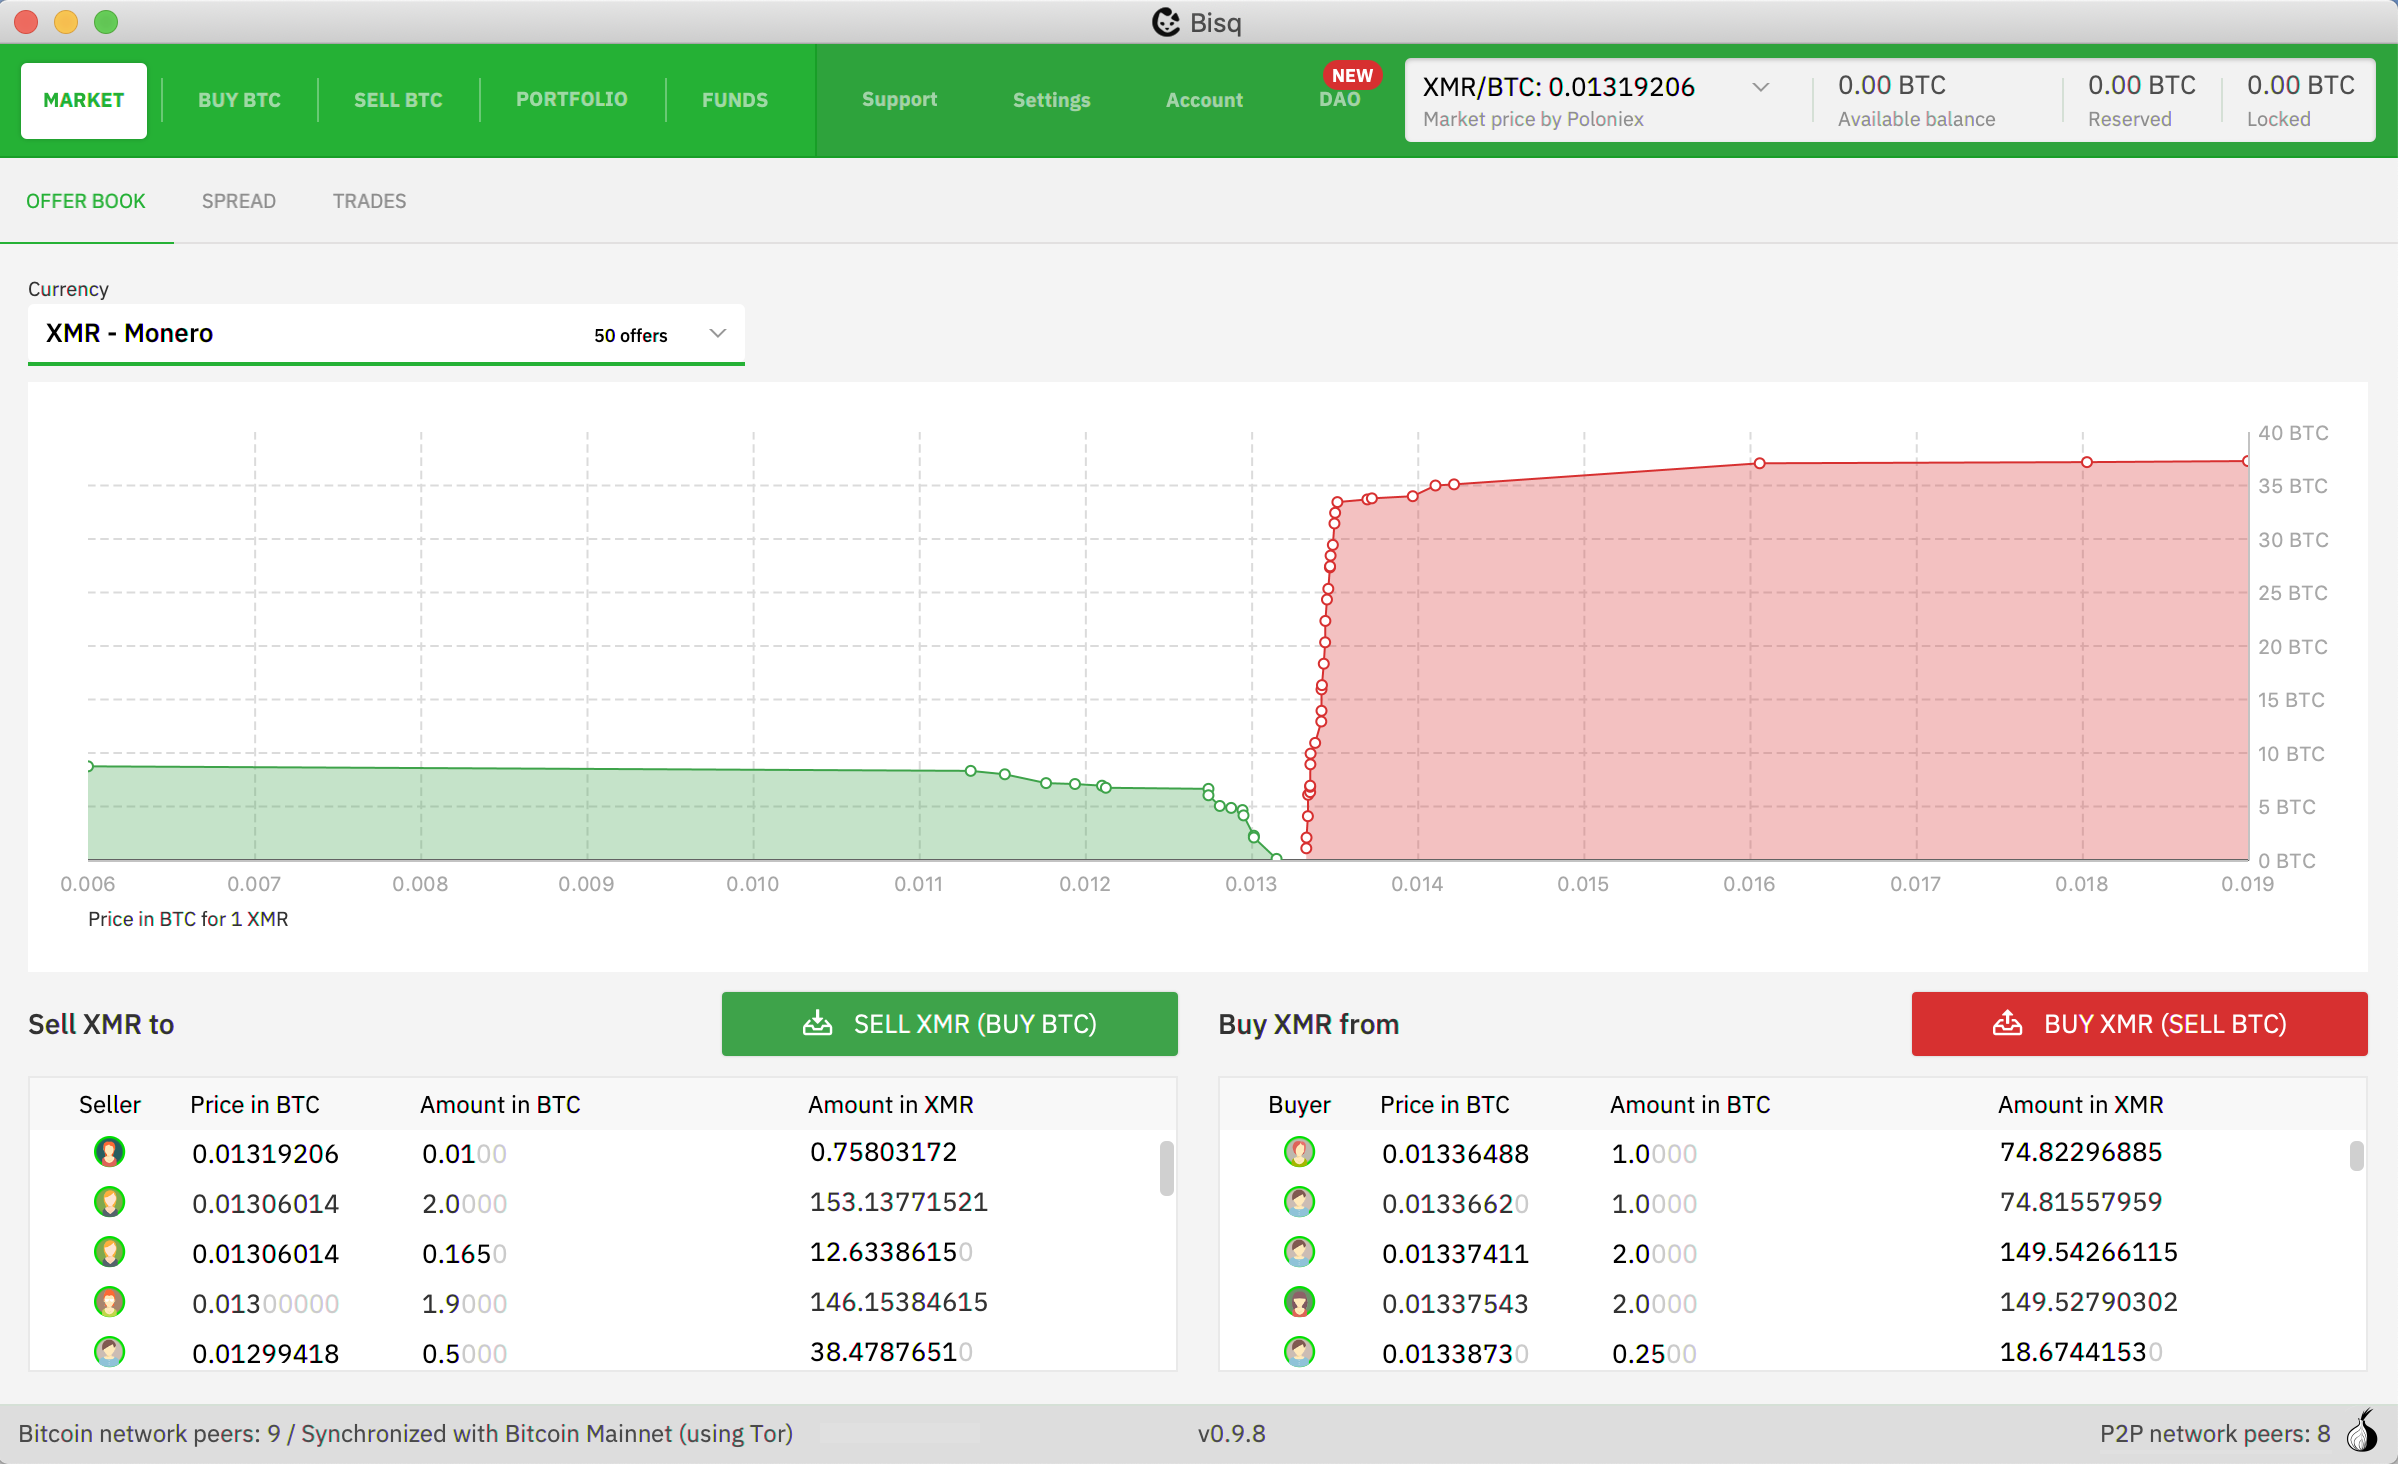 Bisq
MARKET BUY BTC SELL BTC PORTFOLIO FUNDS Support Settings Account NEW DAO
XMR/BTC: 0.01319206 0.00 BTC 0.00 BTC 0.00 BTC
Market price by Poloniex Available balance Reserved Locked
OFFER BOOK SPREAD TRADES
Currency
XMR - Monero 50 offers
40 BTC
35 BTC
30 BTC
25 BTC
20 BTC
15 BTC
10 BTC
5 BTC
0 BTC
0.006 0.007 0.008 0.009 0.010 0.011 0.012 0.013 0.014 0.015 0.016 0.017 0.018 0.019
Price in BTC for 1 XMR
Sell XMR to SELL XMR (BUY BTC)
Seller Price in BTC Amount in BTC Amount in XMR
0.01319206 0.0100 0.75803172
0.01306014 2.0000 153.13771521
0.01306014 0.1650 12.63386150
0.01300000 1.9000 146.15384615
0.01299418 0.5000 38.47876510
Buy XMR from BUY XMR (SELL BTC)
Buyer Price in BTC Amount in BTC Amount in XMR
0.01336488 1.0000 74.82296885
0.01336620 1.0000 74.81557959
0.01337411 2.0000 149.54266115
0.01337543 2.0000 149.52790302
0.01338730 0.2500 18.67441530
Bitcoin network peers: 9 / Synchronized with Bitcoin Mainnet (using Tor) v0.9.8 P2P network peers: 8